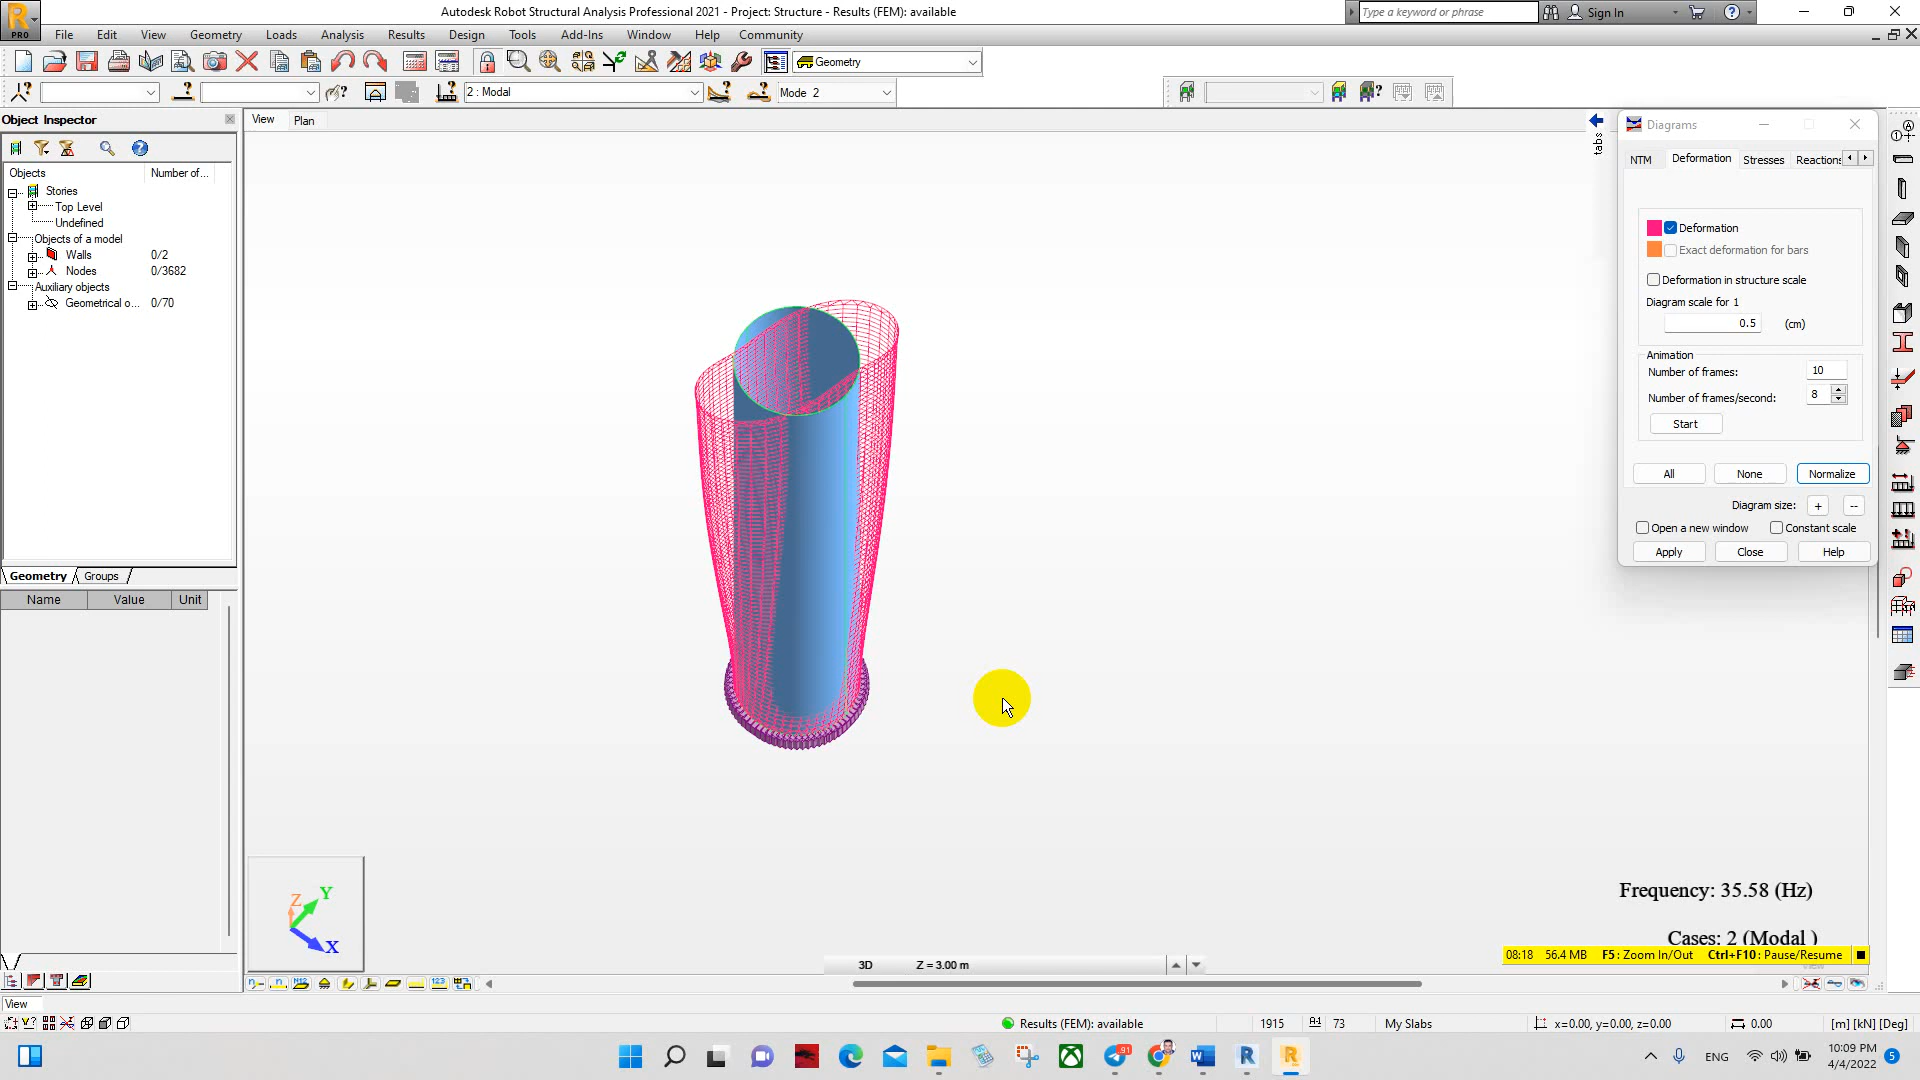 Autodesk Robot Structural Analysis Professional 2021 - Project: Structure - Results (FEM): available
Type a keyword or phrase
Sign In
PRO
File Edit View Geometry Loads Analysis Results Design Tools Add-Ins Window Help Community
Geometry
2 : Modal
Mode 2
Object Inspector
View
Plan
tabs
Objects
Number of...
Stories
Top Level
Undefined
Objects of a model
Walls 0/2
Nodes 0/3682
Auxiliary objects
Geometrical o... 0/70
Geometry
Groups
Name Value Unit
Diagrams
NTM Deformation Stresses Reactions
Deformation
Exact deformation for bars
Deformation in structure scale
Diagram scale for 1
0.5 (cm)
Animation
Number of frames: 10
Number of frames/second: 8
Start
All None Normalize
Diagram size: + --
Open a new window Constant scale
Apply Close Help
Z Y X
Frequency: 35.58 (Hz)
Cases: 2 (Modal )
08:18 56.4 MB F5: Zoom In/Out Ctrl+F10: Pause/Resume
3D Z = 3.00 m
View
Results (FEM): available
1915
73
My Slabs
x=0.00, y=0.00, z=0.00
0.00
[m] [kN] [Deg]
91
ENG
10:09 PM
4/4/2022
5